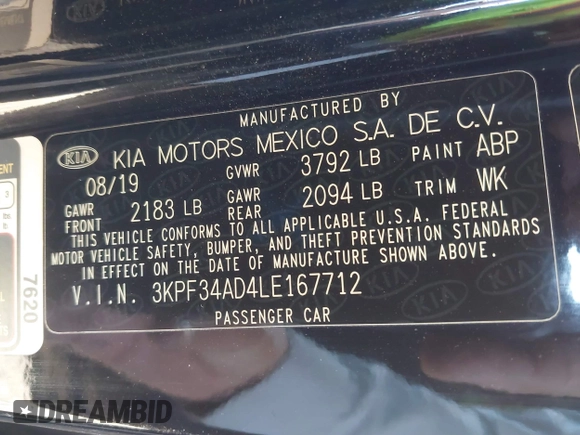 MANUFACTURED BY
KIA KIA MOTORS MEXICO S.A. DE C.V.
08/19 GVWR 3792 LB PAINT ABP
GAWR FRONT 2183 LB GAWR REAR 2094 LB TRIM WK
THIS VEHICLE CONFORMS TO ALL APPLICABLE U.S.A. FEDERAL
MOTOR VEHICLE SAFETY, BUMPER, AND THEFT PREVENTION STANDARDS
IN EFFECT ON THE DATE OF MANUFACTURE SHOWN ABOVE.
V.I.N. 3KPF34AD4LE167712
PASSENGER CAR
7620
DREAMBID